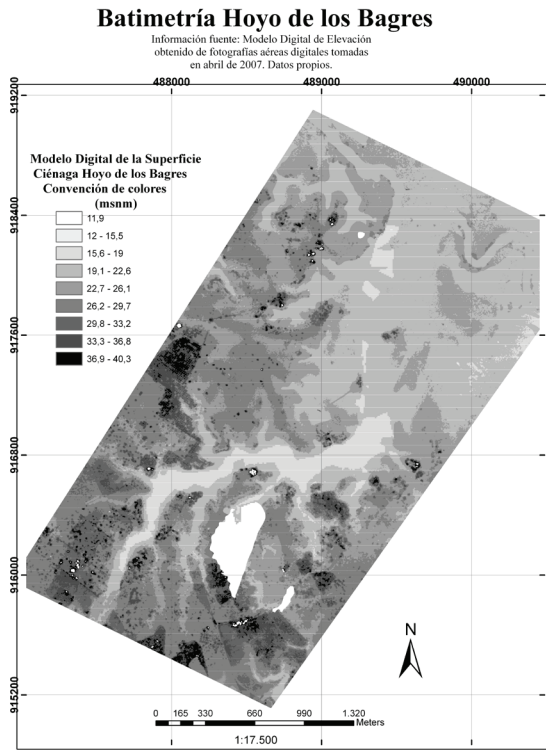 Batimetría Hoyo de los Bagres
Información fuente: Modelo Digital de Elevación
obtenido de fotografías aéreas digitales tomadas
en abril de 2007. Datos propios.
488000 489000 490000
919200
918400
917600
916800
916000
915200
Modelo Digital de la Superficie
Ciénaga Hoyo de los Bagres
Convención de colores
(msnm)
11,9
12 - 15,5
15,6 - 19
19,1 - 22,6
22,7 - 26,1
26,2 - 29,7
29,8 - 33,2
33,3 - 36,8
36,9 - 40,3
N
0 165 330 660 990 1.320
Meters
1:17.500